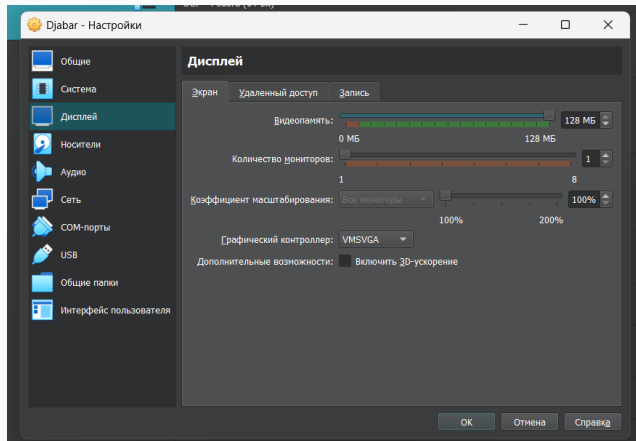 Djabar - Настройки
Общие
Система
Дисплей
Носители
Аудио
Сеть
COM-порты
USB
Общие папки
Интерфейс пользователя
Дисплей
Экран Удаленный доступ Запись
Видеопамять: 128 МБ
0 МБ 128 МБ
Количество мониторов: 1
1 8
Коэффициент масштабирования: Все мониторы 100%
100% 200%
Графический контроллер: VMSVGA
Дополнительные возможности: Включить 3D-ускорение
OK Отмена Справка